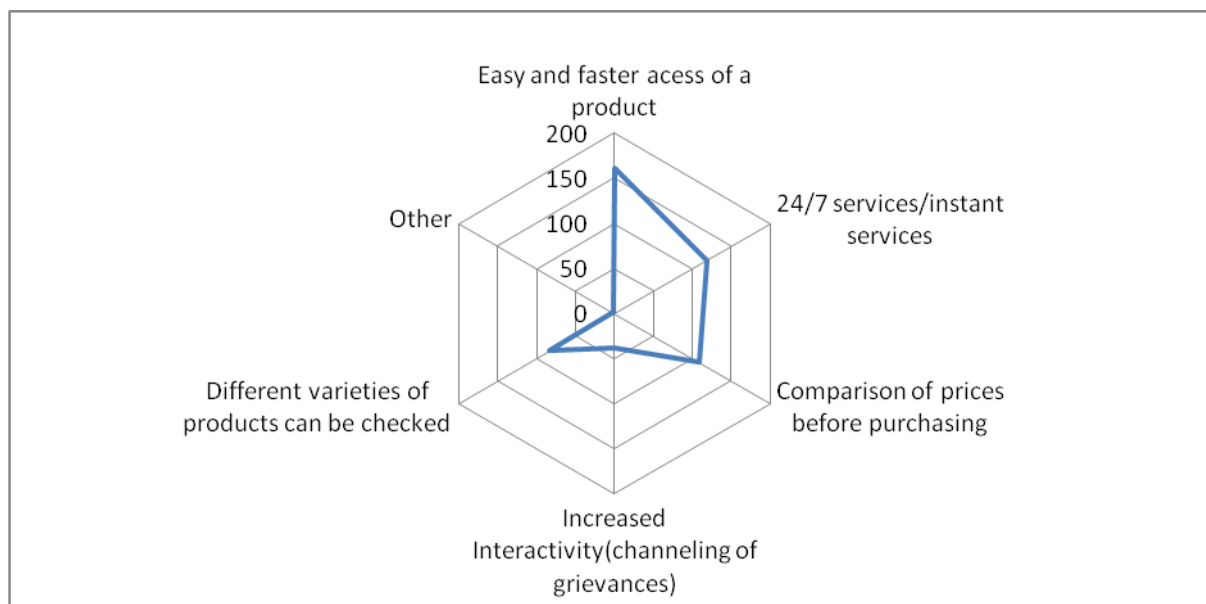 Easy and faster acess of a
product
200
150
100
50
0
24/7 services/instant
services
Comparison of prices
before purchasing
Increased
Interactivity(channeling of
grievances)
Different varieties of
products can be checked
Other